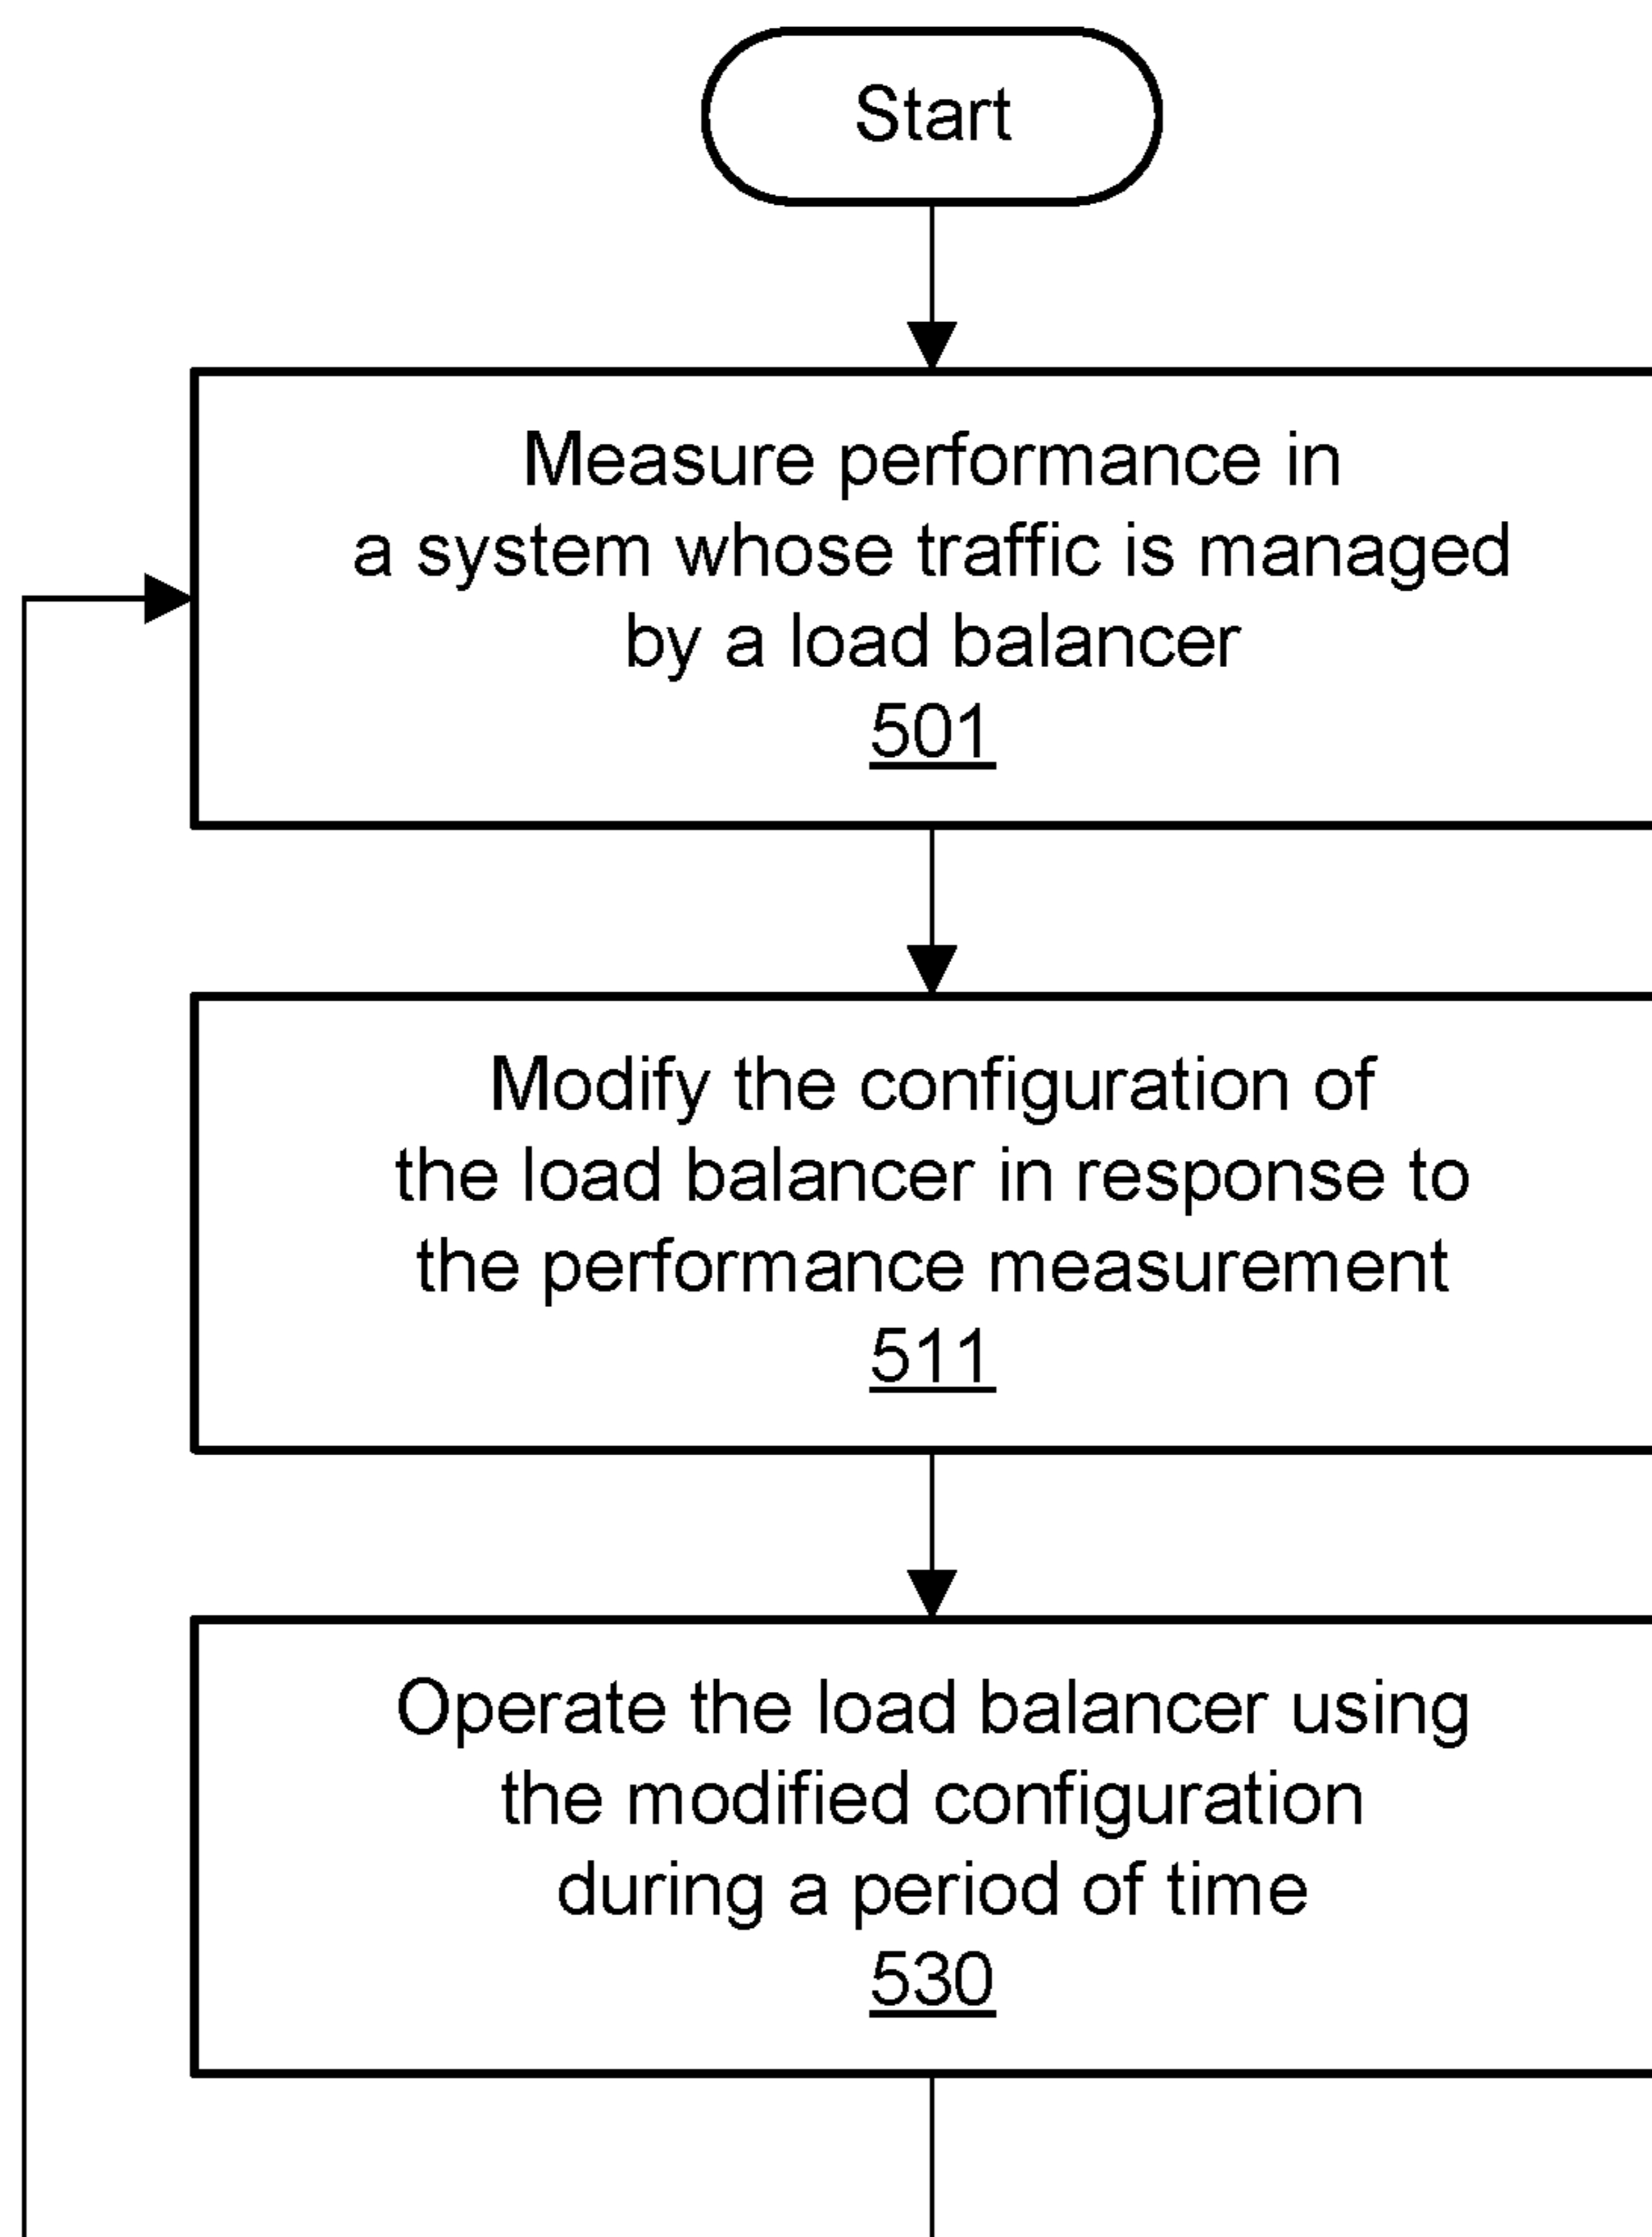 Start
Measure performance in
a system whose traffic is managed
by a load balancer
501
Modify the configuration of
the load balancer in response to
the performance measurement
511
Operate the load balancer using
the modified configuration
during a period of time
530